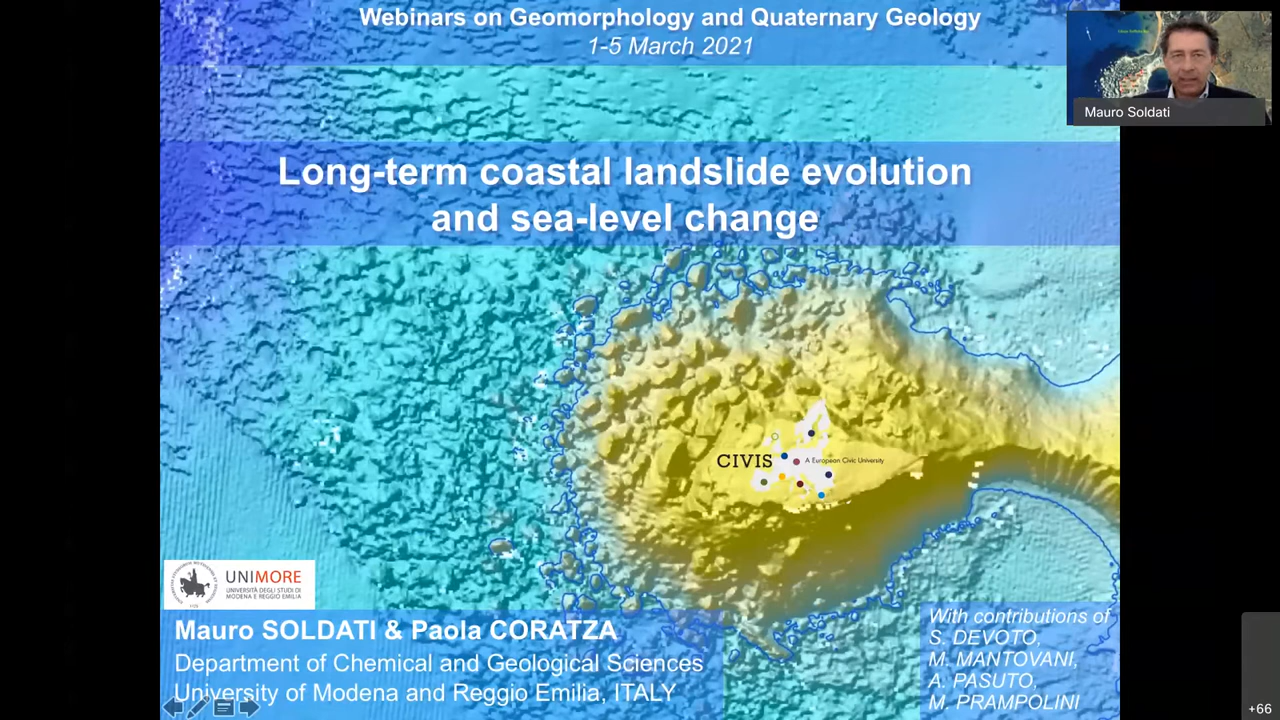 Webinars on Geomorphology and Quaternary Geology
1-5 March 2021
Mauro Soldati
Long-term coastal landslide evolution
and sea-level change
CIVIS
A European Civic University
UNIMORE
UNIVERSITÀ DEGLI STUDI DI
MODENA E REGGIO EMILIA
Mauro SOLDATI & Paola CORATZA
Department of Chemical and Geological Sciences
University of Modena and Reggio Emilia, ITALY
With contributions of
S. DEVOTO,
M. MANTOVANI,
A. PASUTO,
M. PRAMPOLINI
+66